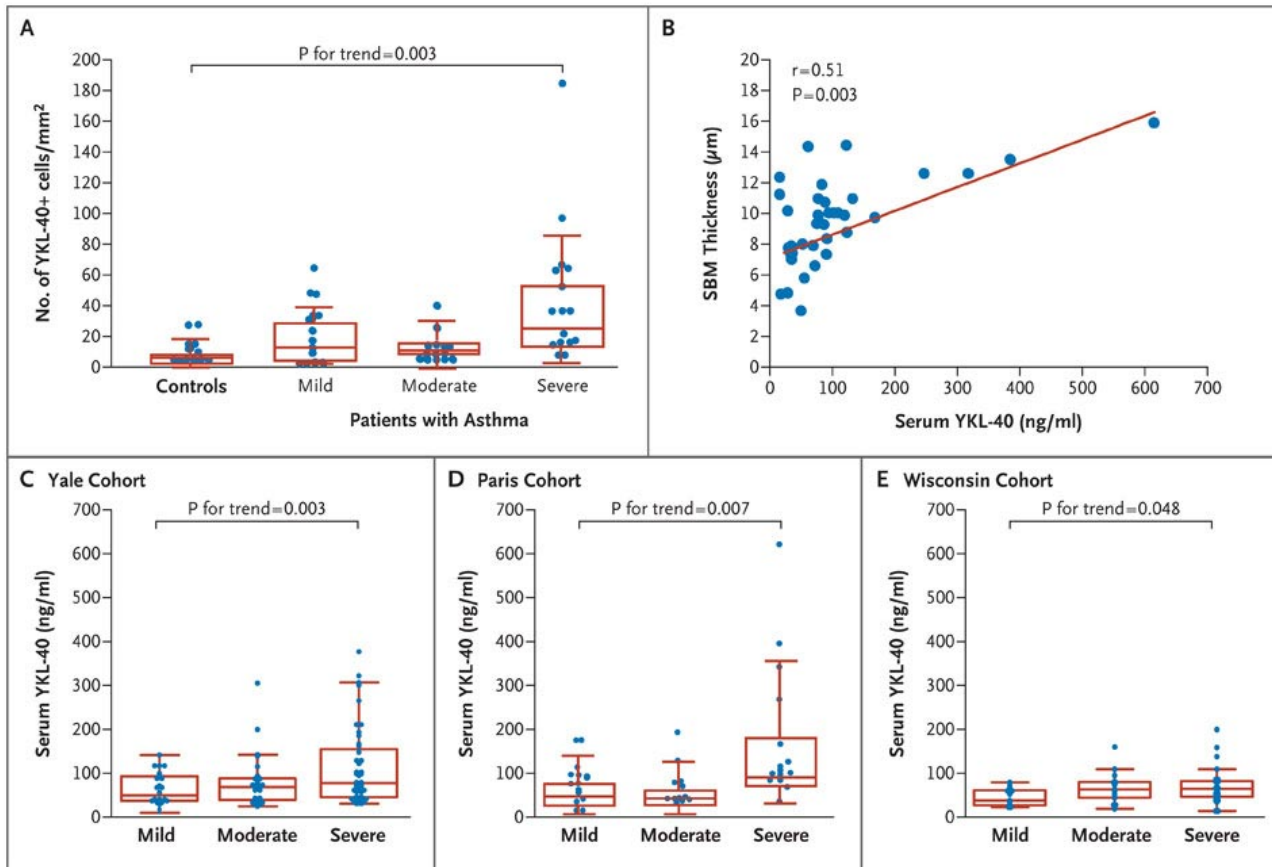 A
P for trend=0.003
No. of YKL-40+ cells/mm²
200
180
160
140
120
100
80
60
40
20
0
Controls
Mild
Moderate
Severe
Patients with Asthma
B
r=0.51
P=0.003
SBM Thickness (µm)
20
18
16
14
12
10
8
6
4
2
0
0 100 200 300 400 500 600 700
Serum YKL-40 (ng/ml)
C Yale Cohort
P for trend=0.003
Serum YKL-40 (ng/ml)
700
600
500
400
300
200
100
0
Mild Moderate Severe
D Paris Cohort
P for trend=0.007
Serum YKL-40 (ng/ml)
700
600
500
400
300
200
100
0
Mild Moderate Severe
E Wisconsin Cohort
P for trend=0.048
Serum YKL-40 (ng/ml)
700
600
500
400
300
200
100
0
Mild Moderate Severe